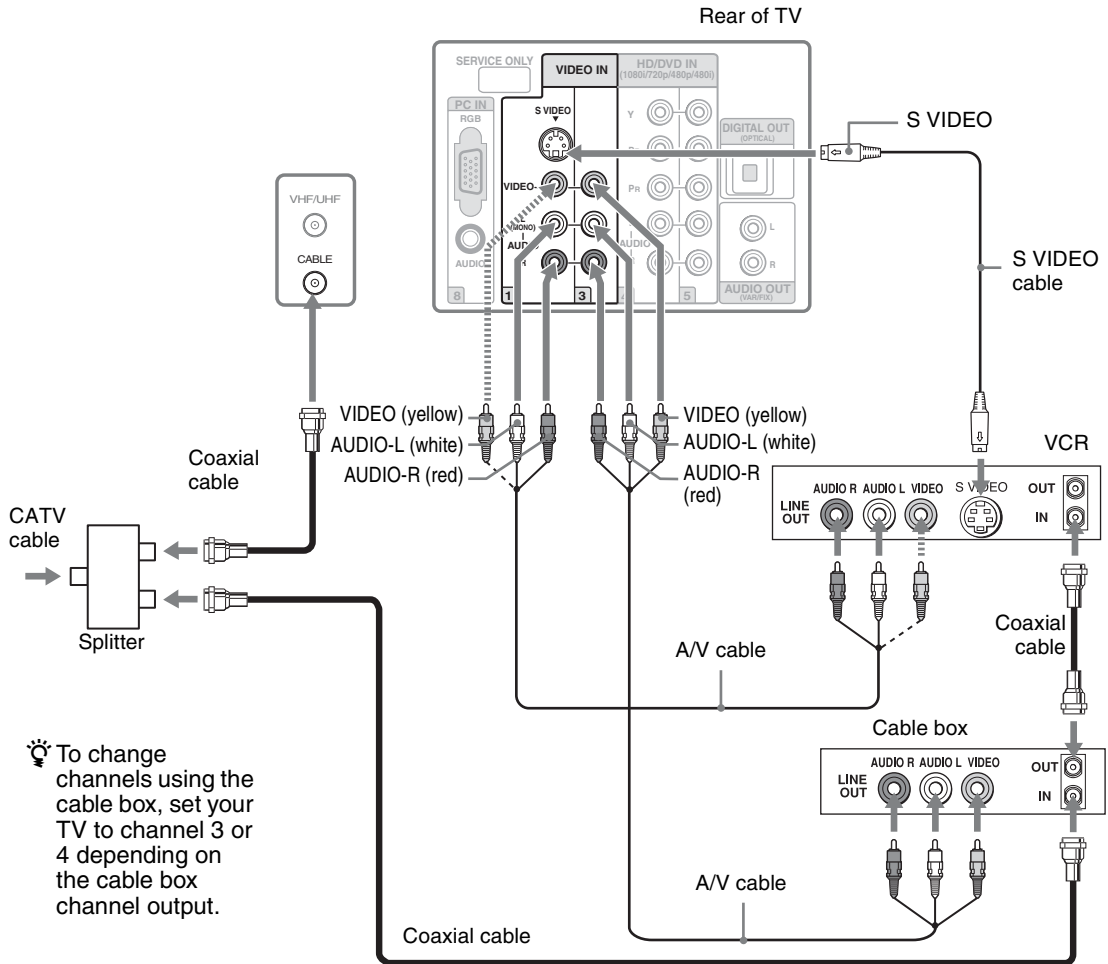 Rear of TV
SERVICE ONLY
VIDEO IN
HD/DVD IN
(1080i/720p/480p/480i)
PC IN
RGB
S VIDEO
Y
DIGITAL OUT
(OPTICAL)
S VIDEO
VHF/UHF
VIDEO
PR
(MONO)
L
CABLE
AUDIO
R
AUDIO OUT
(VAR/FIX)
8
1
3
5
S VIDEO
cable
VIDEO (yellow)
AUDIO-L (white)
AUDIO-R (red)
VIDEO (yellow)
AUDIO-L (white)
AUDIO-R
(red)
VCR
Coaxial
cable
LINE
OUT
AUDIO R AUDIO L VIDEO
OUT
IN
CATV
cable
Splitter
Coaxial
cable
A/V cable
Cable box
LINE
OUT
AUDIO R AUDIO L VIDEO
OUT
IN
To change
channels using the
cable box, set your
TV to channel 3 or
4 depending on
the cable box
channel output.
A/V cable
Coaxial cable